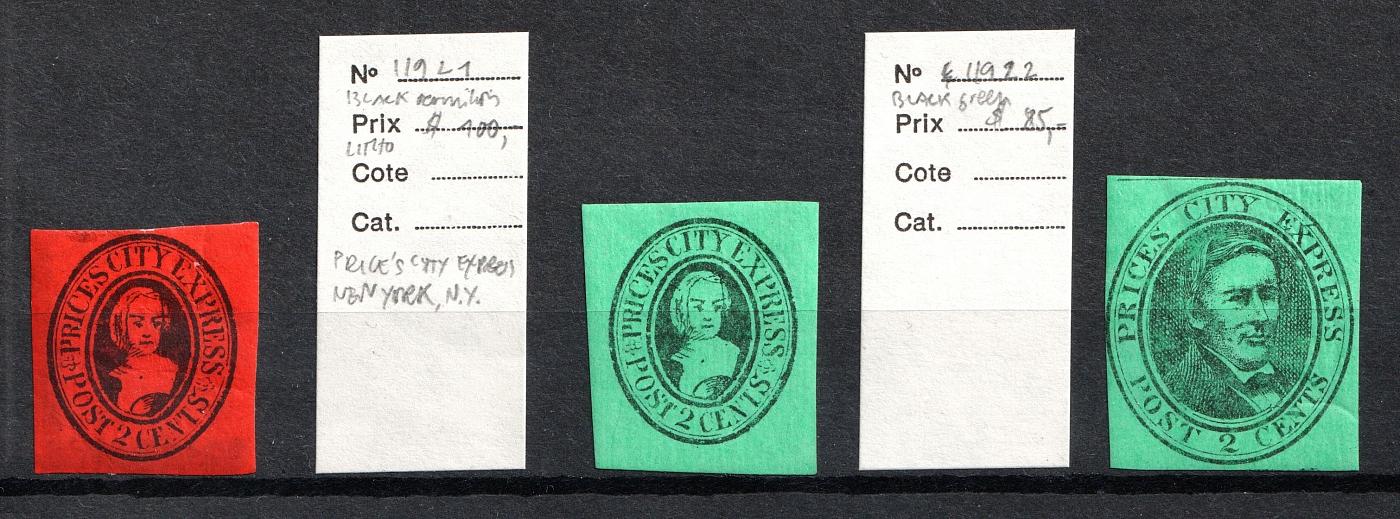 PRICES CITY EXPRESS
POST 2 CENTS
No 119L1
BLACK vermilion
Prix $ 100,-
LITHO
Cote
Cat.
PRICE'S CITY EXPRESS
NEW YORK, N.Y.
PRICES CITY EXPRESS
POST 2 CENTS
No 119L2
BLACK green
Prix $ 85,-
Cote
Cat.
PRICES CITY EXPRESS
POST 2 CENTS